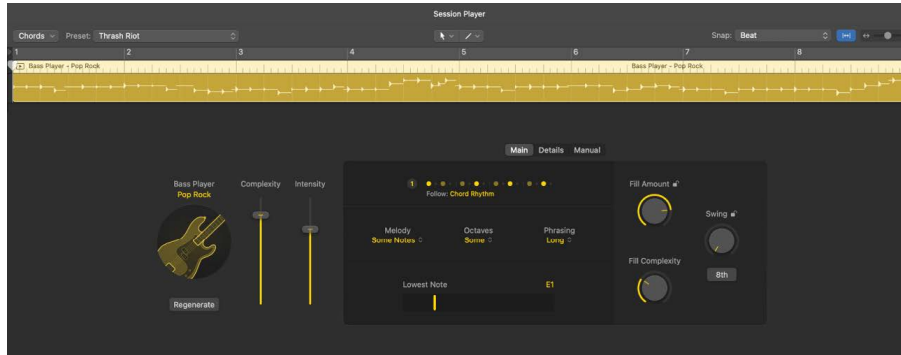 Session Player
Chords Preset: Thrash Riot Snap: Beat
1 2 3 4 5 6 7 8
Bass Player - Pop Rock Bass Player - Pop Rock
Main Details Manual
Bass Player
Pop Rock
Complexity Intensity
Regenerate
1
Follow: Chord Rhythm
Melody Octaves Phrasing
Some Notes Some Long
Lowest Note E1
Fill Amount
Swing
Fill Complexity
8th